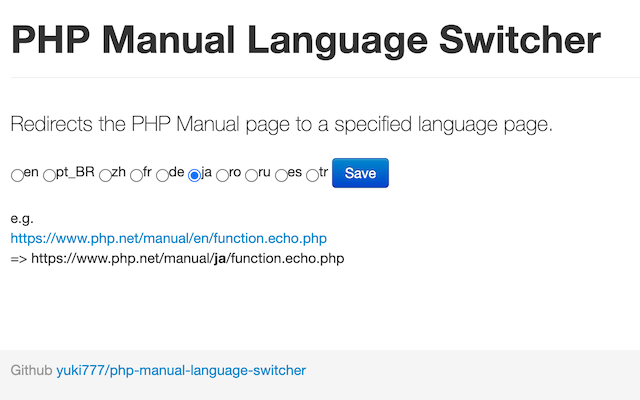 PHP Manual Language Switcher
Redirects the PHP Manual page to a specified language page.
en pt_BR zh fr de ja ro ru es tr Save
e.g.
https://www.php.net/manual/en/function.echo.php
=> https://www.php.net/manual/ja/function.echo.php
Github yuki777/php-manual-language-switcher